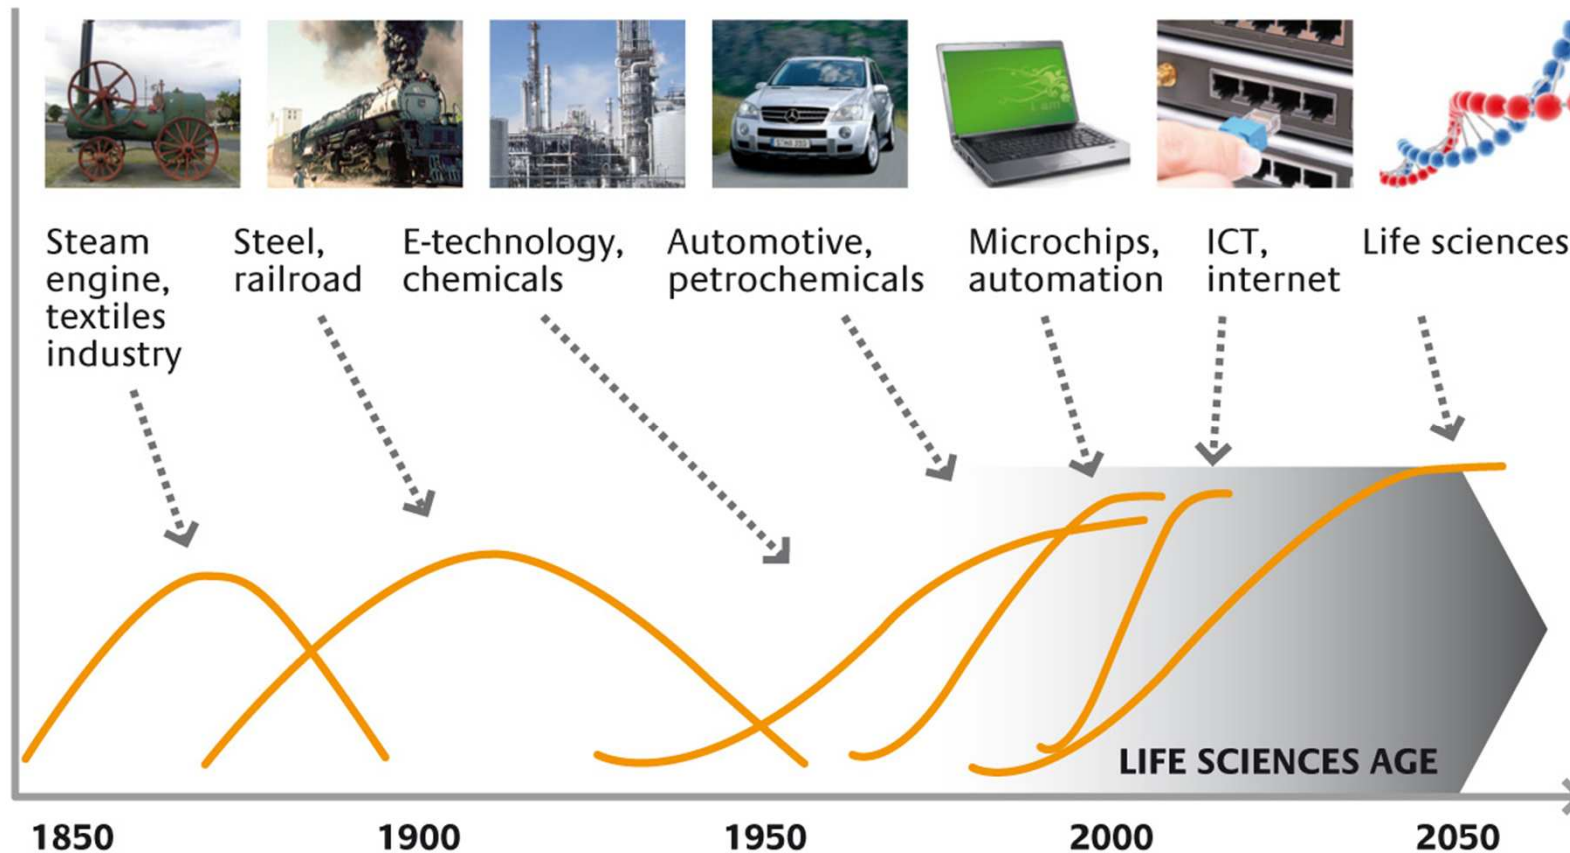 Steam
engine,
textiles
industry
Steel,
railroad
E-technology,
chemicals
Automotive,
petrochemicals
Microchips,
automation
ICT,
internet
Life sciences
LIFE SCIENCES AGE
1850
1900
1950
2000
2050